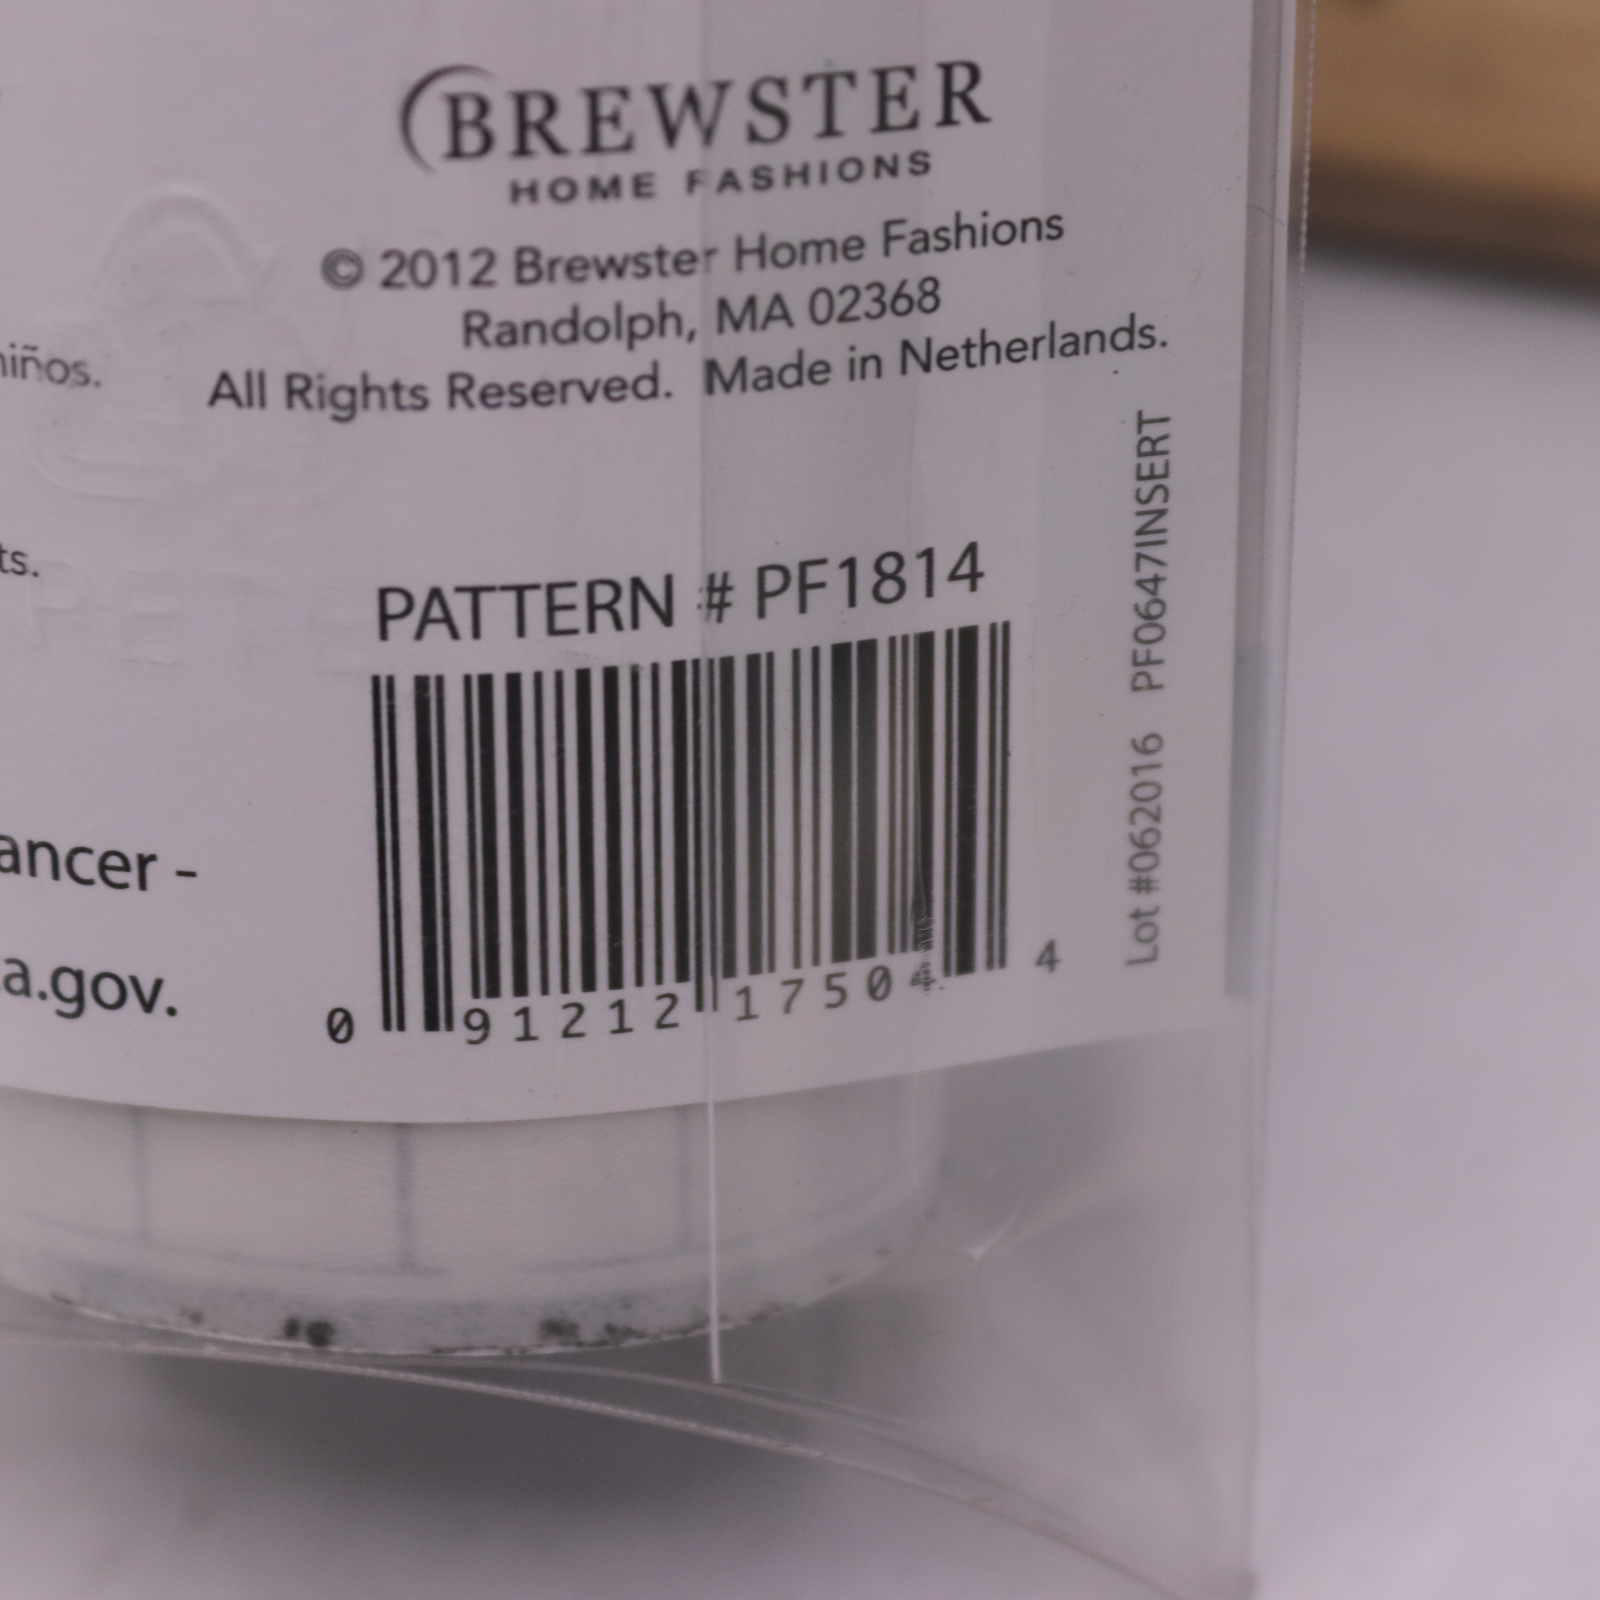 BREWSTER
HOME FASHIONS
© 2012 Brewster Home Fashions
Randolph, MA 02368
All Rights Reserved. Made in Netherlands.
niños.
ts.
ancer -
a.gov.
PATTERN # PF1814
0 91212 17504 4
Lot #062016 PF0647INSERT